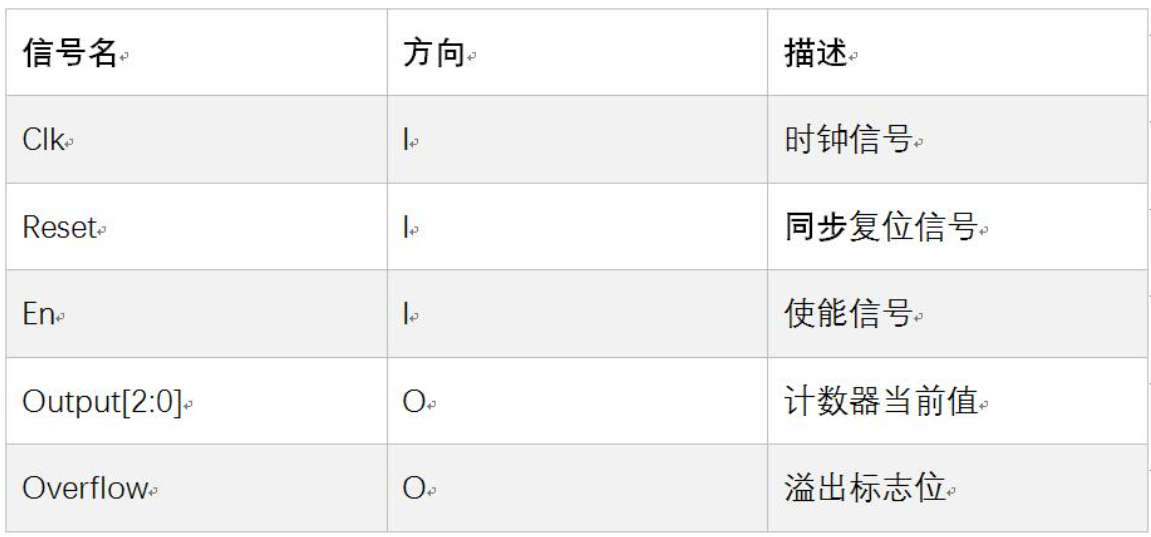 信号名 方向 描述
Clk I 时钟信号
Reset I 同步复位信号
En I 使能信号
Output[2:0] O 计数器当前值
Overflow O 溢出标志位